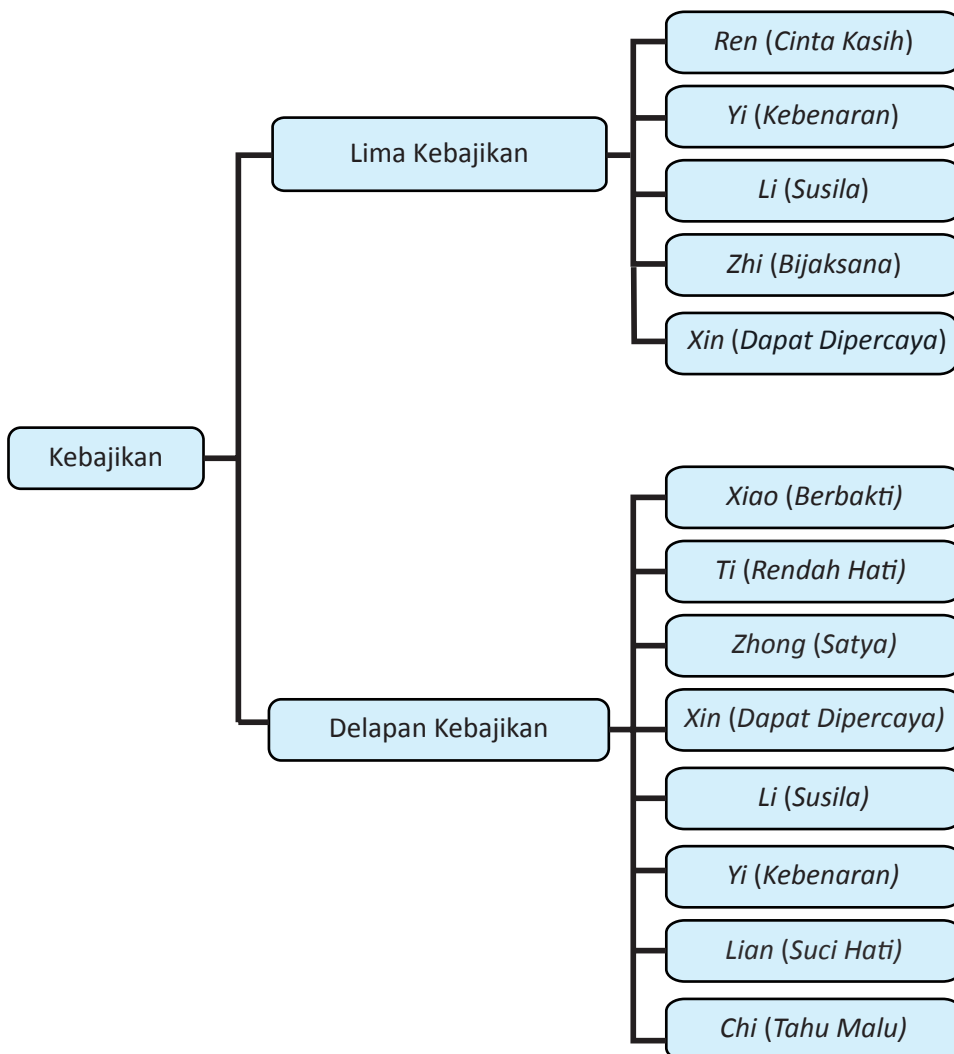 Kebajikan
Lima Kebajikan
Ren (Cinta Kasih)
Yi (Kebenaran)
Li (Susila)
Zhi (Bijaksana)
Xin (Dapat Dipercaya)
Delapan Kebajikan
Xiao (Berbakti)
Ti (Rendah Hati)
Zhong (Satya)
Xin (Dapat Dipercaya)
Li (Susila)
Yi (Kebenaran)
Lian (Suci Hati)
Chi (Tahu Malu)